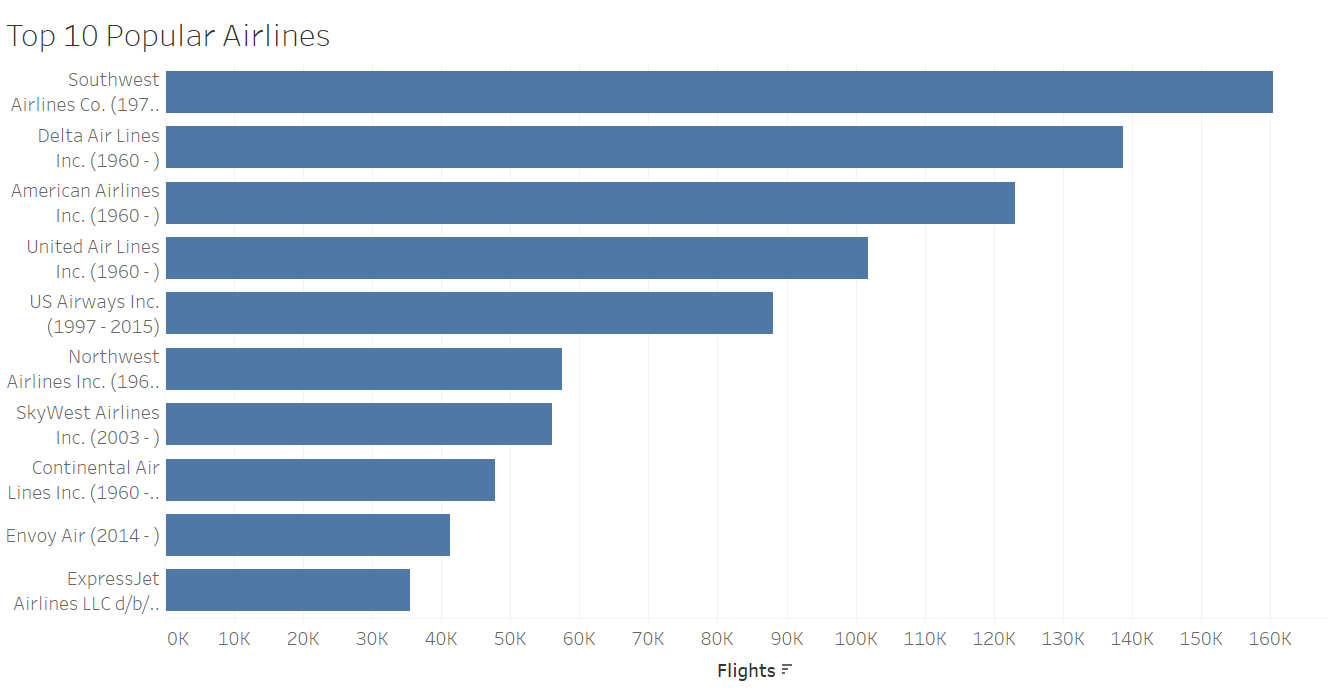 Top 10 Popular Airlines
Southwest
Airlines Co. (197..
Delta Air Lines
Inc. (1960 - )
American Airlines
Inc. (1960 - )
United Air Lines
Inc. (1960 - )
US Airways Inc.
(1997 - 2015)
Northwest
Airlines Inc. (196..
SkyWest Airlines
Inc. (2003 - )
Continental Air
Lines Inc. (1960 -..
Envoy Air (2014 - )
ExpressJet
Airlines LLC d/b/..
0K 10K 20K 30K 40K 50K 60K 70K 80K 90K 100K 110K 120K 130K 140K 150K 160K
Flights